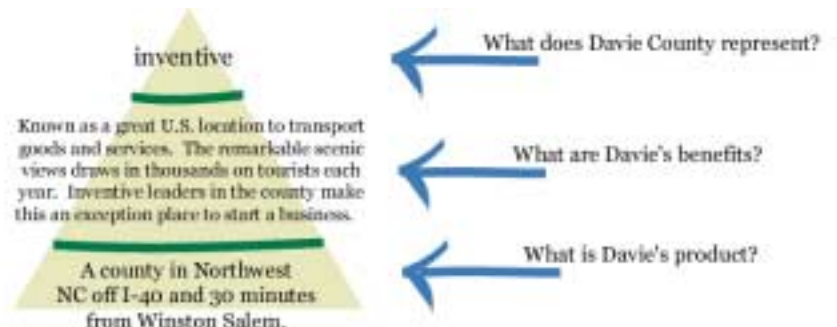 inventive
What does Davie County represent?
Known as a great U.S. location to transport
goods and services. The remarkable scenic
views draws in thousands on tourists each
year. Inventive leaders in the county make
this an exception place to start a business.
What are Davie's benefits?
A county in Northwest
NC off I-40 and 30 minutes
from Winston Salem.
What is Davie's product?